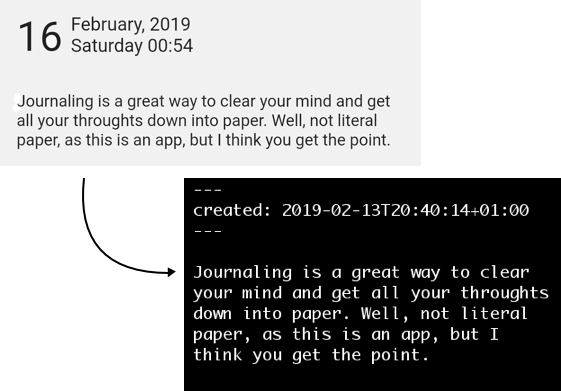 16 February, 2019
Saturday 00:54
Journaling is a great way to clear your mind and get
all your throughts down into paper. Well, not literal
paper, as this is an app, but I think you get the point.
---
created: 2019-02-13T20:40:14+01:00
---
Journaling is a great way to clear
your mind and get all your throughts
down into paper. Well, not literal
paper, as this is an app, but I
think you get the point.